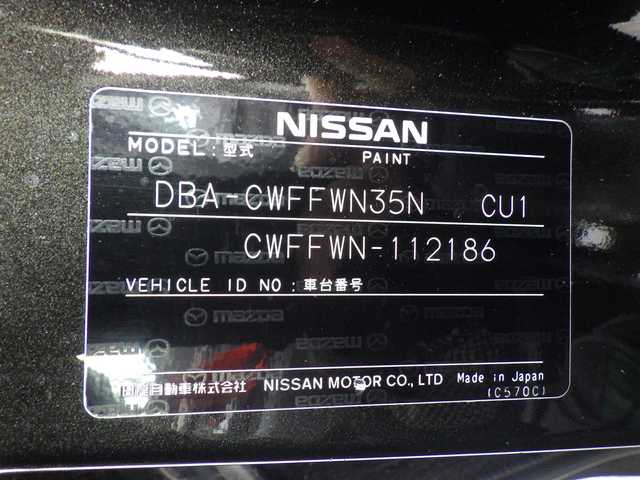 NISSAN
MODEL : 型式 PAINT
DBA-CWFFWN35N CU1
CWFFWN-112186
VEHICLE ID NO : 車台番号
mazda
日産自動車株式会社 NISSAN MOTOR CO., LTD Made in Japan
(C570C)